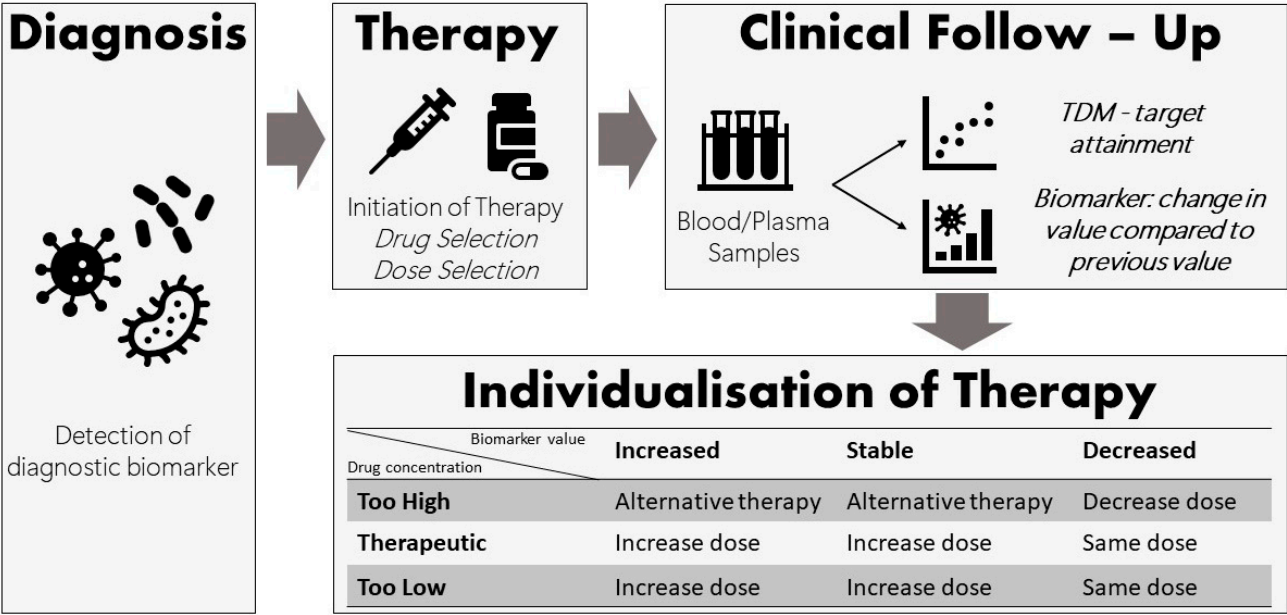 Diagnosis
Detection of
diagnostic biomarker
Therapy
Initiation of Therapy
Drug Selection
Dose Selection
Clinical Follow – Up
Blood/Plasma
Samples
TDM - target
attainment
Biomarker: change in
value compared to
previous value
Individualisation of Therapy
Biomarker value
Drug concentration
Increased Stable Decreased
Too High Alternative therapy Alternative therapy Decrease dose
Therapeutic Increase dose Increase dose Same dose
Too Low Increase dose Increase dose Same dose